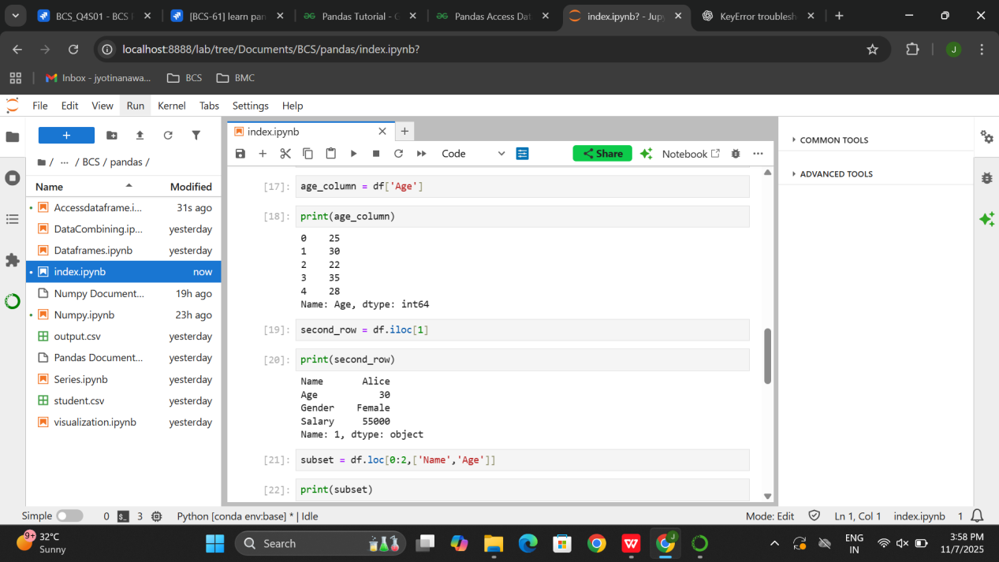 BCS_Q4S01 - BCS
[BCS-61] learn pan
Pandas Tutorial - G
Pandas Access Dat
index.ipynb? - Jup
KeyError troublesh
localhost:8888/lab/tree/Documents/BCS/pandas/index.ipynb?
J
Inbox - jyotinanawa...
BCS
BMC
File Edit View Run Kernel Tabs Settings Help
index.ipynb
Code
Share
Notebook
/ ... / BCS / pandas /
Name Modified
Accessdataframe.i... 31s ago
DataCombining.ip... yesterday
Dataframes.ipynb yesterday
index.ipynb now
Numpy Document... 19h ago
Numpy.ipynb 23h ago
output.csv yesterday
Pandas Document... yesterday
Series.ipynb yesterday
student.csv yesterday
visualization.ipynb yesterday
[17]: age_column = df['Age']
[18]: print(age_column)
0 25
1 30
2 22
3 35
4 28
Name: Age, dtype: int64
[19]: second_row = df.iloc[1]
[20]: print(second_row)
Name Alice
Age 30
Gender Female
Salary 55000
Name: 1, dtype: object
[21]: subset = df.loc[0:2,['Name','Age']]
[22]: print(subset)
COMMON TOOLS
ADVANCED TOOLS
Simple 0 3 Python [conda env:base] * | Idle Mode: Edit Ln 1, Col 1 index.ipynb 1
9+
32°C
Sunny
Search
J
ENG
IN
3:58 PM
11/7/2025